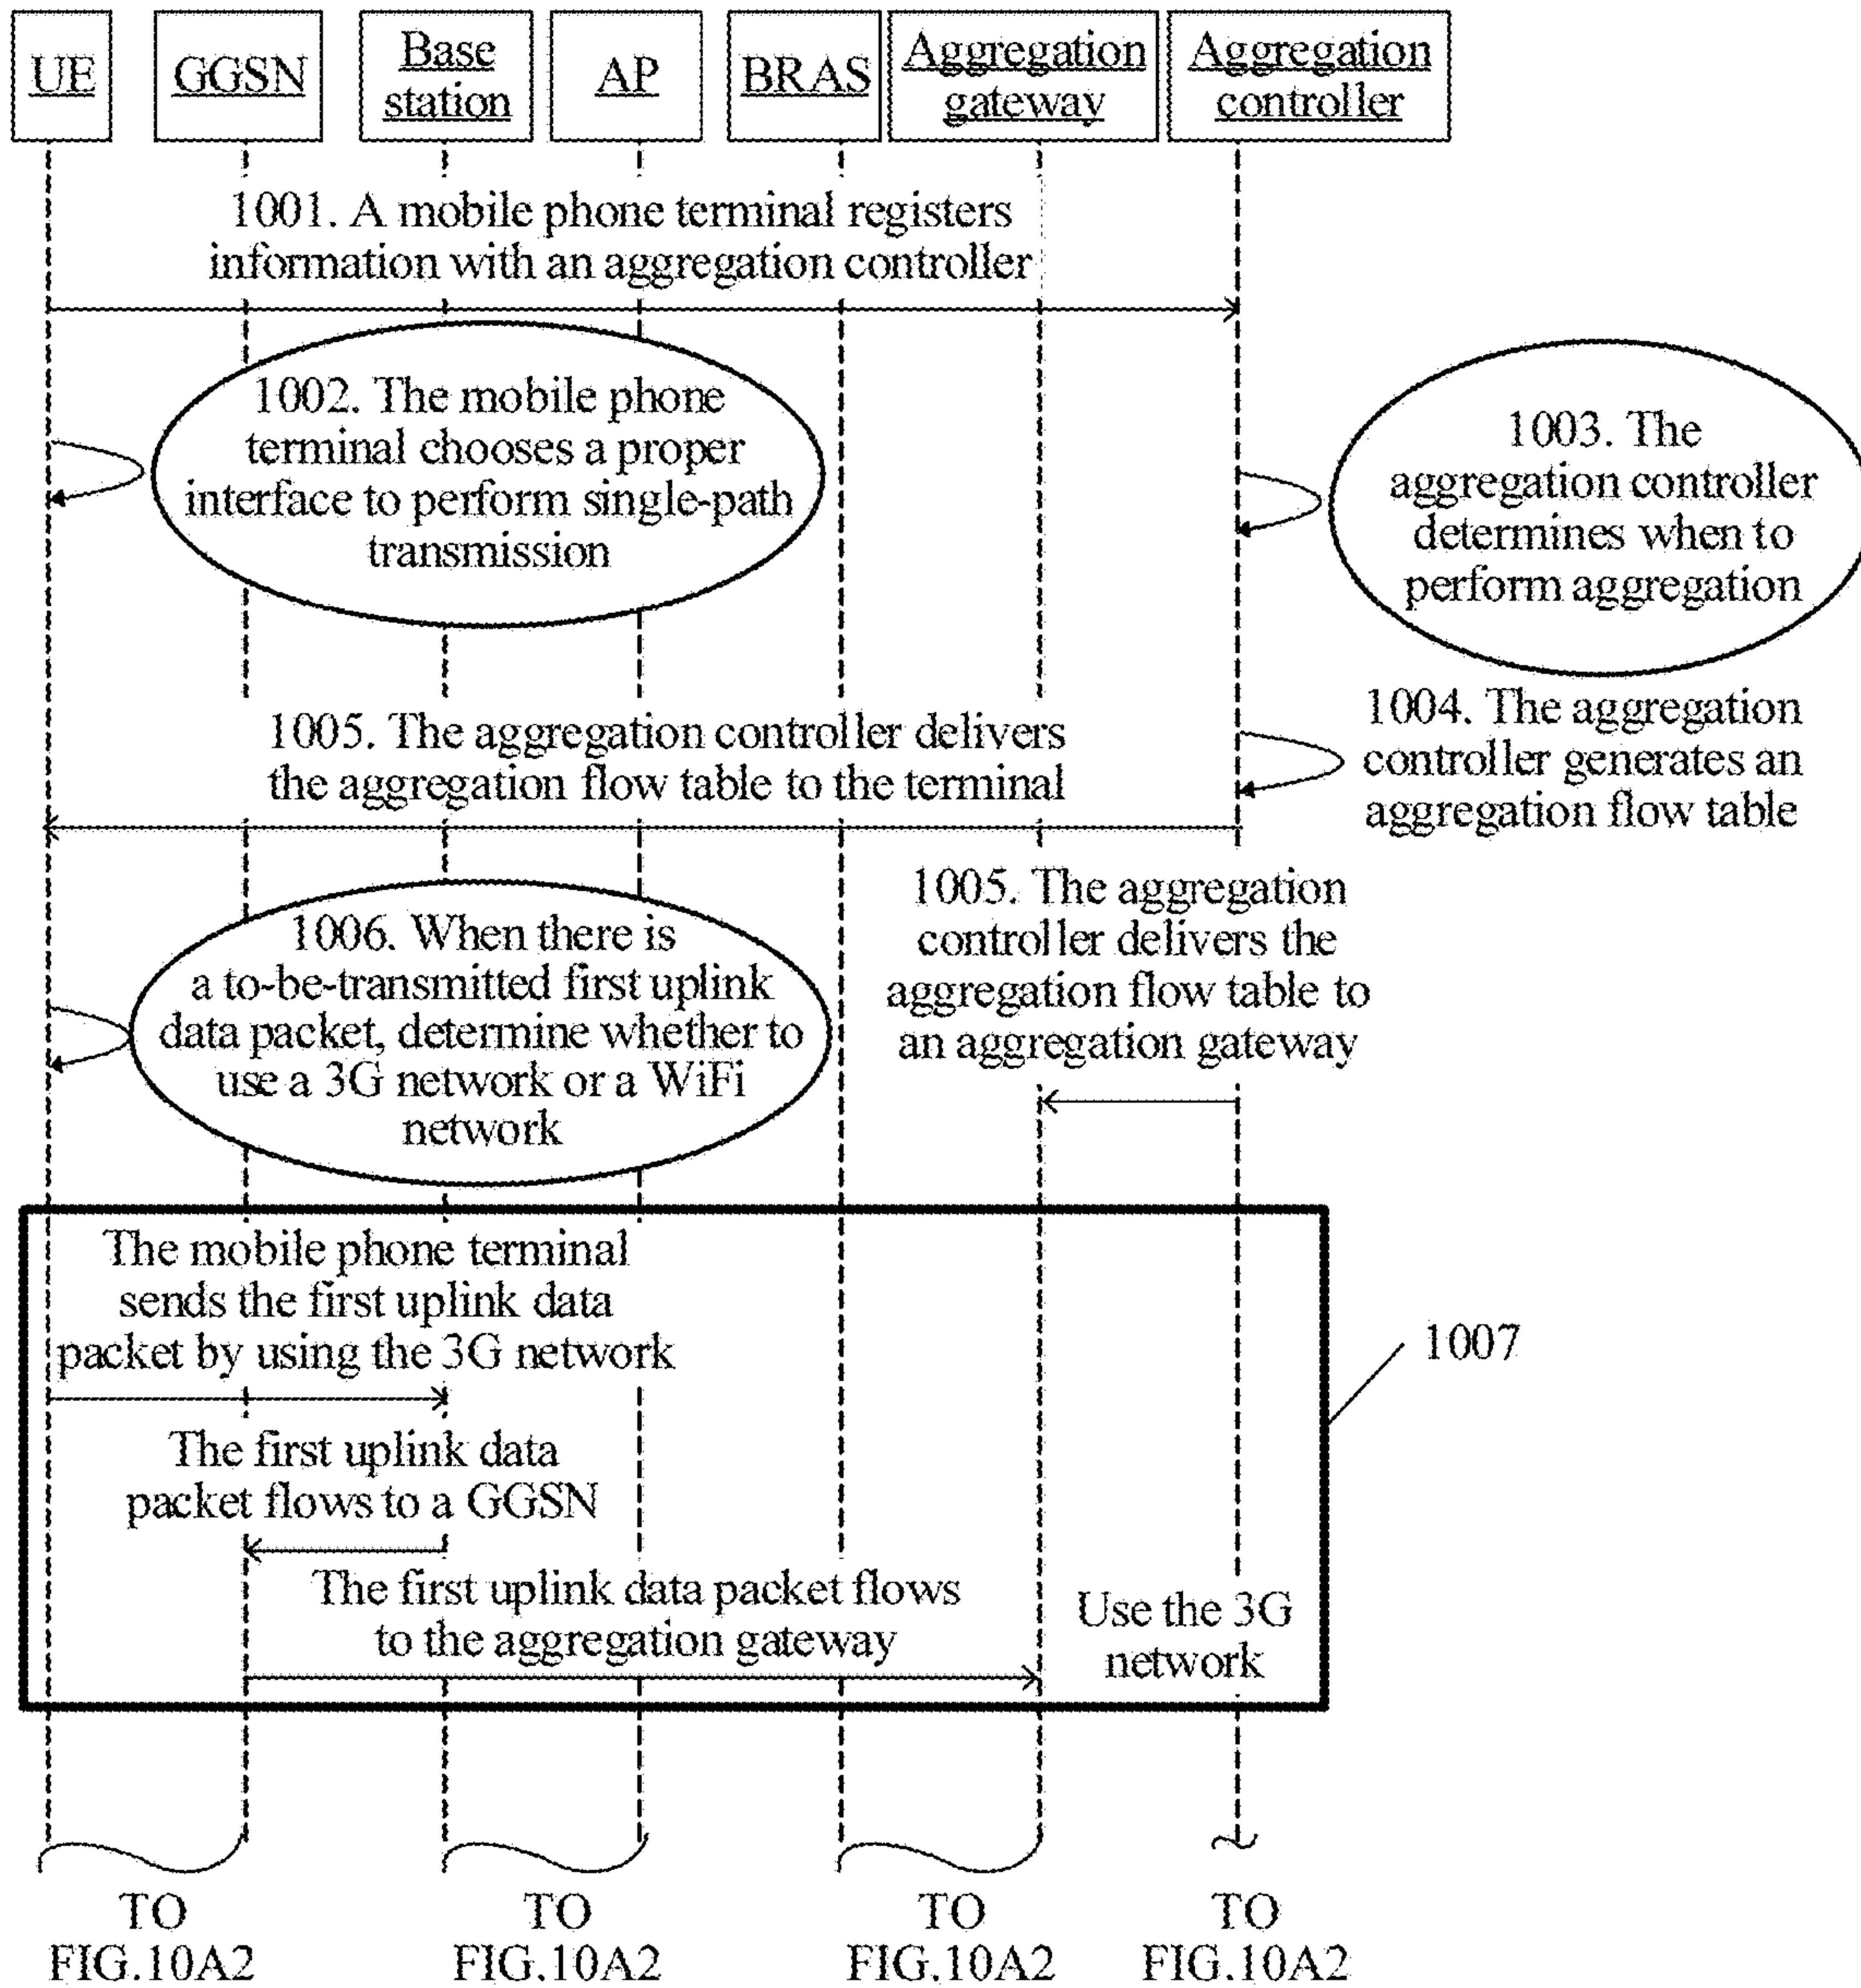 UE
GGSN
Base
station
AP
BRAS
Aggregation
gateway
Aggregation
controller
1001. A mobile phone terminal registers
information with an aggregation controller
1002. The mobile phone
terminal chooses a proper
interface to perform single-path
transmission
1003. The
aggregation controller
determines when to
perform aggregation
1004. The aggregation
controller generates an
aggregation flow table
1005. The aggregation controller delivers
the aggregation flow table to the terminal
1005. The aggregation
controller delivers the
aggregation flow table to
an aggregation gateway
1006. When there is
a to-be-transmitted first uplink
data packet, determine whether to
use a 3G network or a WiFi
network
The mobile phone terminal
sends the first uplink data
packet by using the 3G network
1007
The first uplink data
packet flows to a GGSN
The first uplink data packet flows
to the aggregation gateway
Use the 3G
network
TO
FIG.10A2
TO
FIG.10A2
TO
FIG.10A2
TO
FIG.10A2